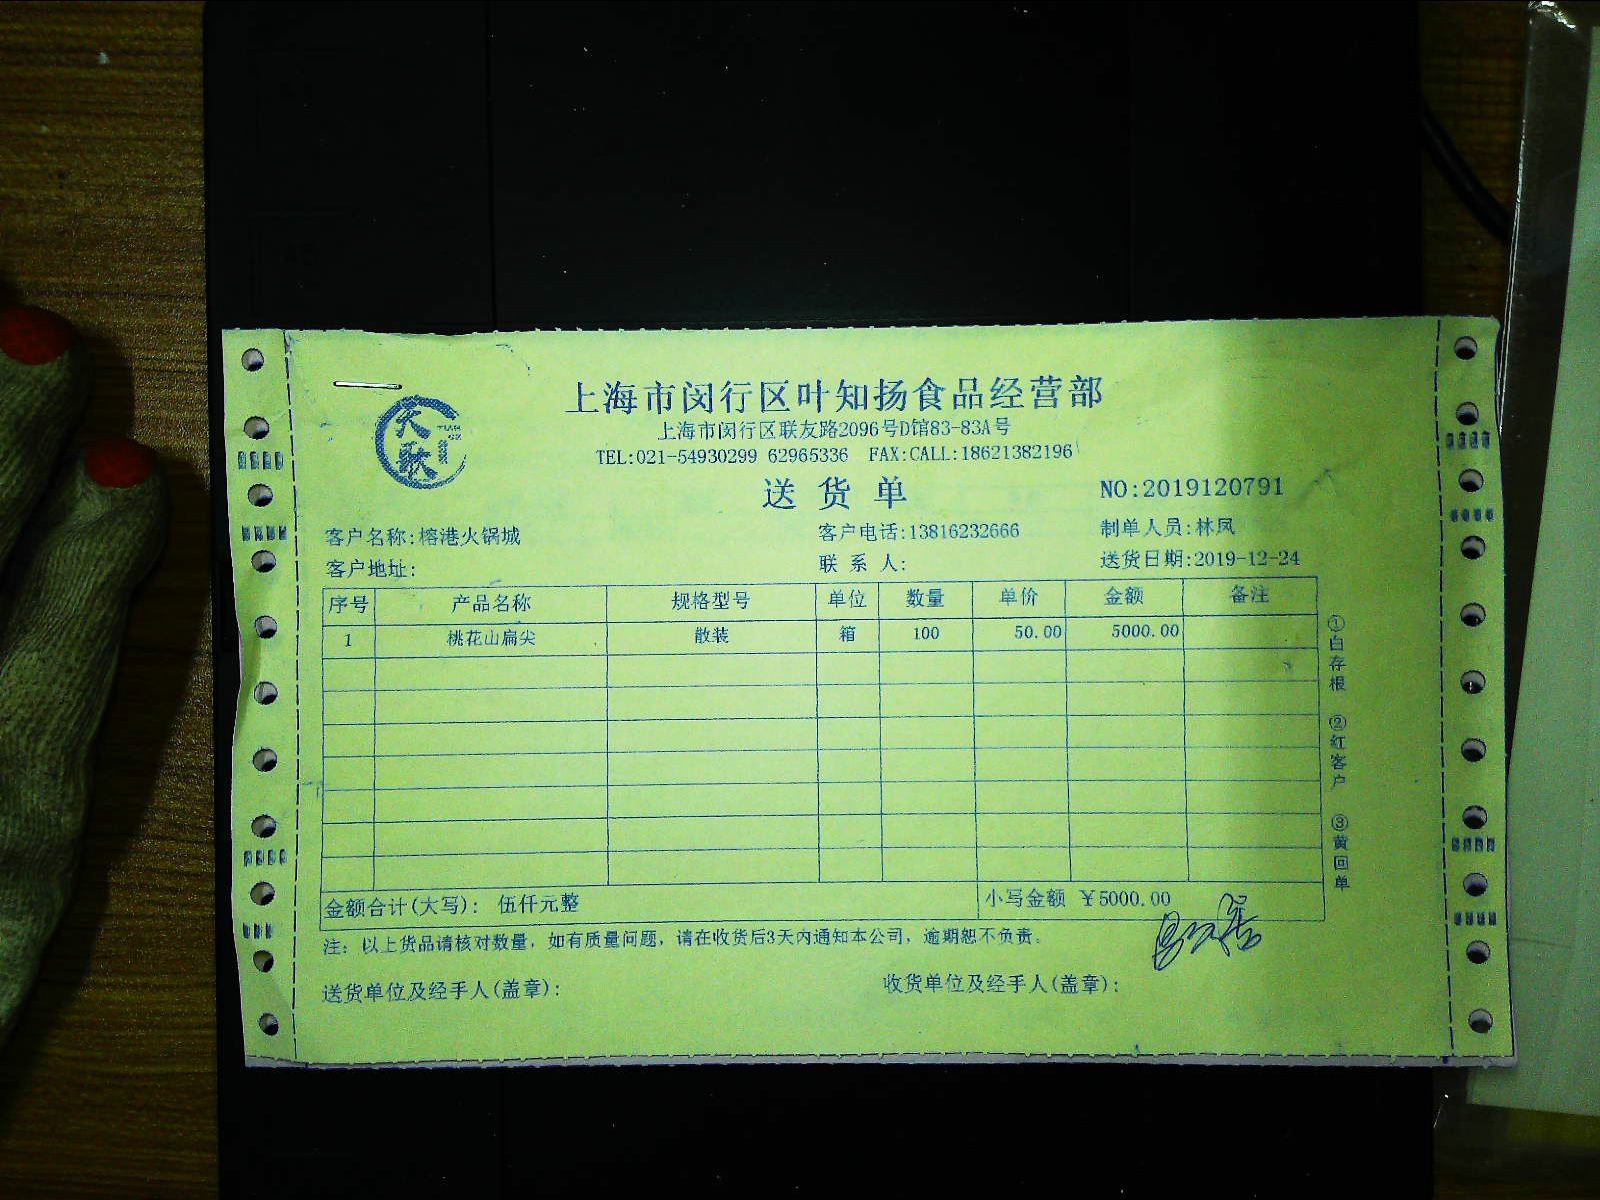 天联
上海市闵行区叶知扬食品经营部
上海市闵行区联友路2096号D馆83-83A号
TEL:021-54930299 62965336 FAX:CALL:18621382196
送货单
NO:2019120791
客户名称:榕港火锅城 客户电话:13816232666 制单人员:林凤
客户地址: 联系人: 送货日期:2019-12-24
序号 产品名称 规格型号 单位 数量 单价 金额 备注
1 桃花山扁尖 散装 箱 100 50.00 5000.00
①白存根 ②红客户 ③黄回单
金额合计(大写): 伍仟元整 小写金额 ￥5000.00
注: 以上货品请核对数量, 如有质量问题, 请在收货后3天内通知本公司, 逾期恕不负责。
送货单位及经手人(盖章): 收货单位及经手人(盖章):